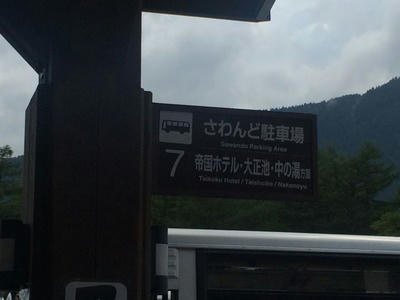 さわんど駐車場
Sawando Parking Area
7 帝国ホテル・大正池・中の湯方面
Teikoku Hotel / Taishoike / Nakanoyu